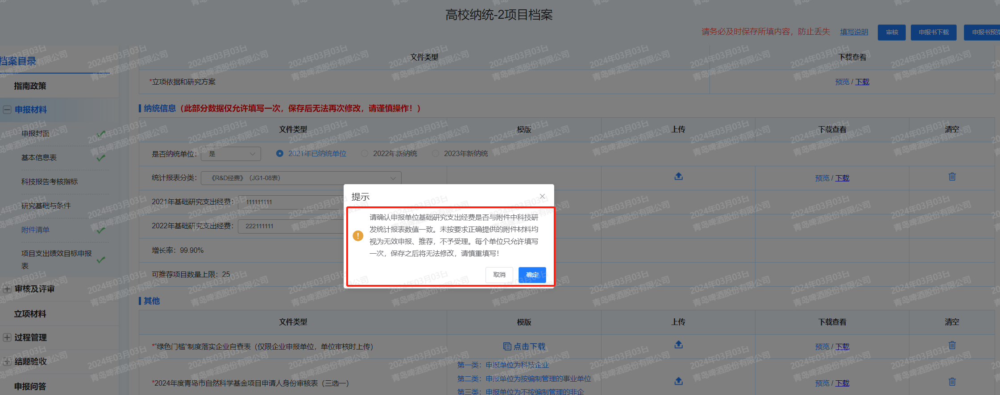 高校纳统-2项目档案
请务必及时保存所填内容，防止丢失 填写说明 审核 申报书下载 申报书预览
档案目录
指南政策
申报材料
申报封面
基本信息表
科技报告考核指标
研究基础与条件
附件清单
项目支出绩效目标申报
表
审核及评审
立项材料
过程管理
结题验收
申报问答
文件类型 下载查看
*立项依据和研究方案 预览 / 下载
纳统信息（此部分数据仅允许填写一次，保存后无法再次修改，请谨慎操作！）
文件类型 模版 上传 下载查看 清空
是否纳统单位： 是 2021年已纳统单位 2022年新纳统 2023年新纳统
统计报表分类： 《R&D经费》（JG1-08表） 预览 / 下载
2021年基础研究支出经费： 111111111
2022年基础研究支出经费： 222111111
增长率：99.90%
可推荐项目数量上限：25
提示
请确认申报单位基础研究支出经费是否与附件中科技研
发统计报表数值一致。未按要求正确提供的附件材料均
视为无效申报、推荐，不予受理。每个单位只允许填写
一次，保存之后将无法修改，请慎重填写！
取消 确定
其他
文件类型 模版 上传 下载查看 清空
*“绿色门槛”制度落实企业自查表（仅限企业申报单位，单位审核时上传） 点击下载 预览 / 下载
第一类：申报单位为科技企业
*2024年度青岛市自然科学基金项目申请人身份审核表（三选一） 第二类：申报单位为按编制管理的事业单位 预览 / 下载
第三类：申报单位为不按编制管理的非企
2024年03月03日
青岛啤酒股份有限公司